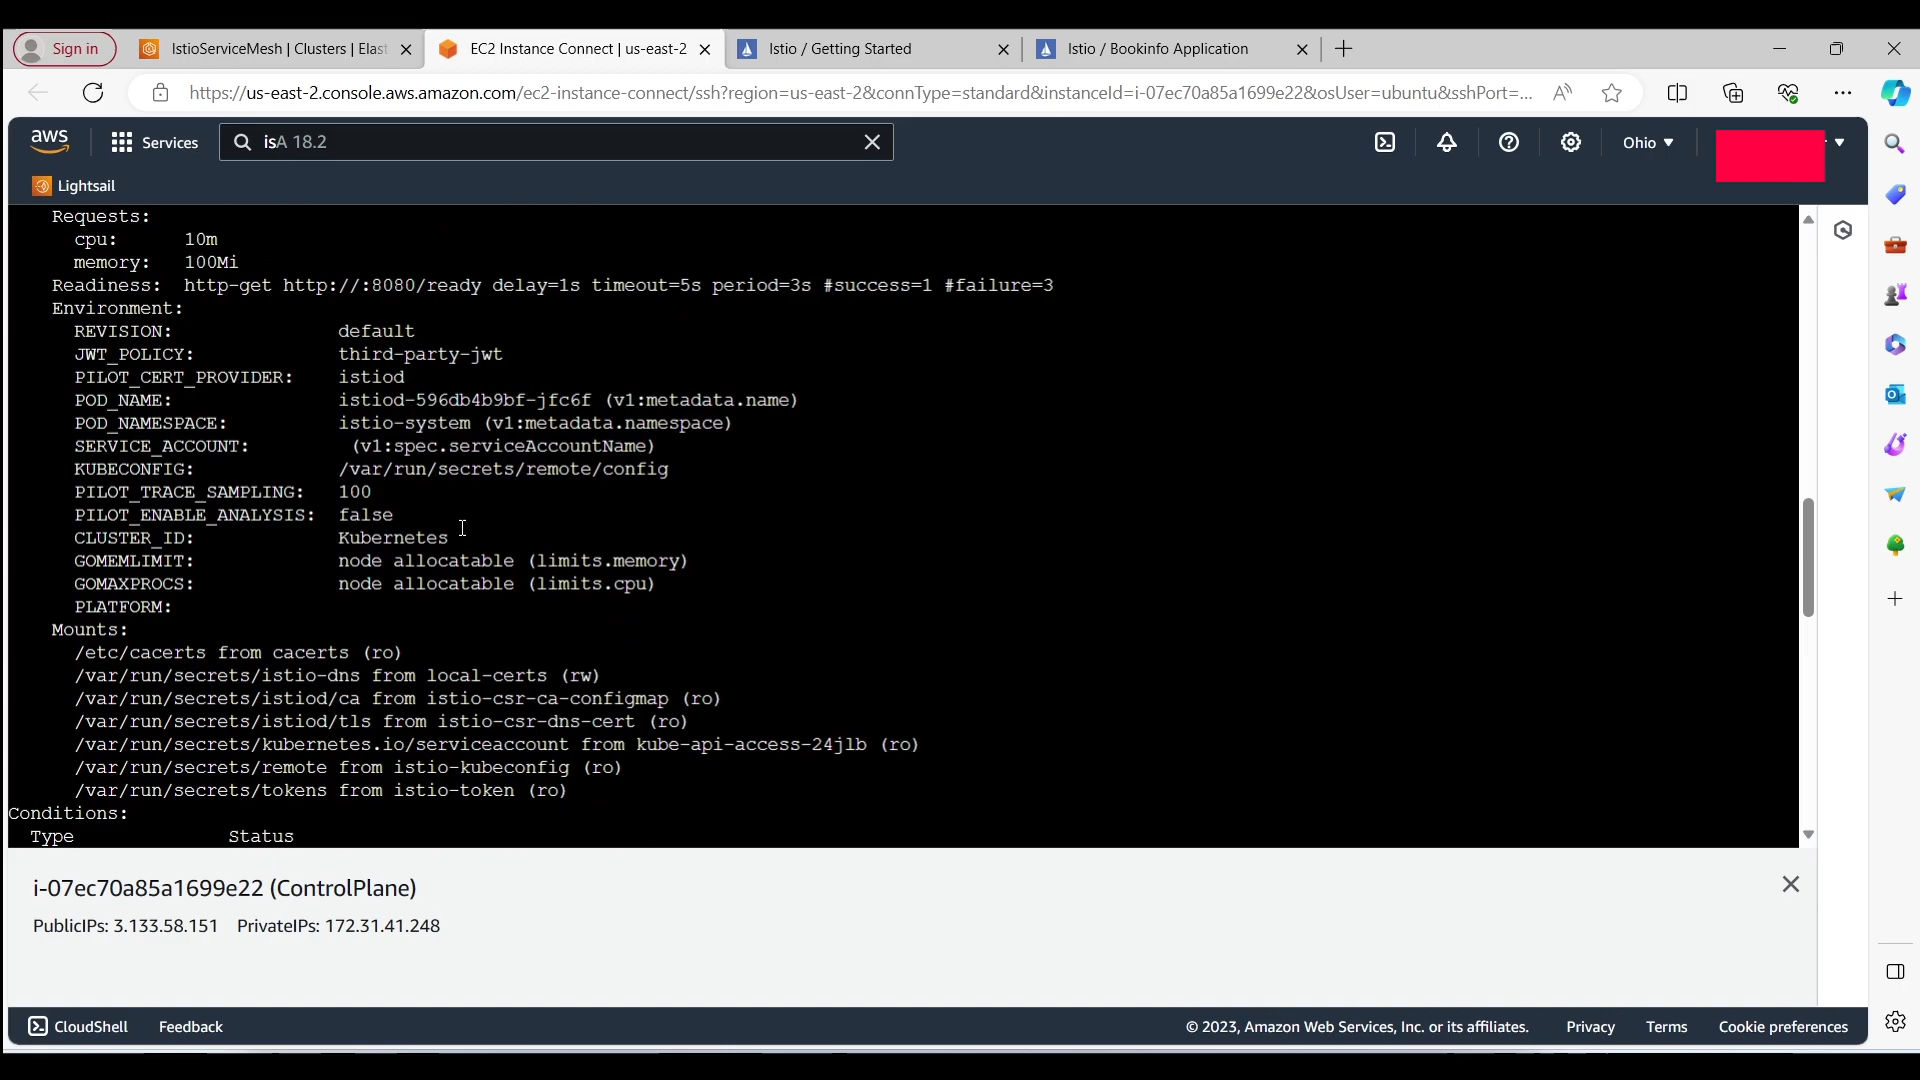 Sign in
IstioServiceMesh | Clusters | Elast
EC2 Instance Connect | us-east-2
Istio / Getting Started
Istio / Bookinfo Application
https://us-east-2.console.aws.amazon.com/ec2-instance-connect/ssh?region=us-east-2&connType=standard&instanceId=i-07ec70a85a1699e22&osUser=ubuntu&sshPort=...
aws
Services
isA 18.2
Ohio
Lightsail
Requests:
cpu: 10m
memory: 100Mi
Readiness: http-get http://:8080/ready delay=1s timeout=5s period=3s #success=1 #failure=3
Environment:
REVISION: default
JWT_POLICY: third-party-jwt
PILOT_CERT_PROVIDER: istiod
POD_NAME: istiod-596db4b9bf-jfc6f (v1:metadata.name)
POD_NAMESPACE: istio-system (v1:metadata.namespace)
SERVICE_ACCOUNT: (v1:spec.serviceAccountName)
KUBECONFIG: /var/run/secrets/remote/config
PILOT_TRACE_SAMPLING: 100
PILOT_ENABLE_ANALYSIS: false
CLUSTER_ID: Kubernetes
GOMEMLIMIT: node allocatable (limits.memory)
GOMAXPROCS: node allocatable (limits.cpu)
PLATFORM:
Mounts:
/etc/cacerts from cacerts (ro)
/var/run/secrets/istio-dns from local-certs (rw)
/var/run/secrets/istiod/ca from istio-csr-ca-configmap (ro)
/var/run/secrets/istiod/tls from istio-csr-dns-cert (ro)
/var/run/secrets/kubernetes.io/serviceaccount from kube-api-access-24jlb (ro)
/var/run/secrets/remote from istio-kubeconfig (ro)
/var/run/secrets/tokens from istio-token (ro)
Conditions:
Type Status
i-07ec70a85a1699e22 (ControlPlane)
PublicIPs: 3.133.58.151 PrivateIPs: 172.31.41.248
CloudShell
Feedback
© 2023, Amazon Web Services, Inc. or its affiliates.
Privacy
Terms
Cookie preferences